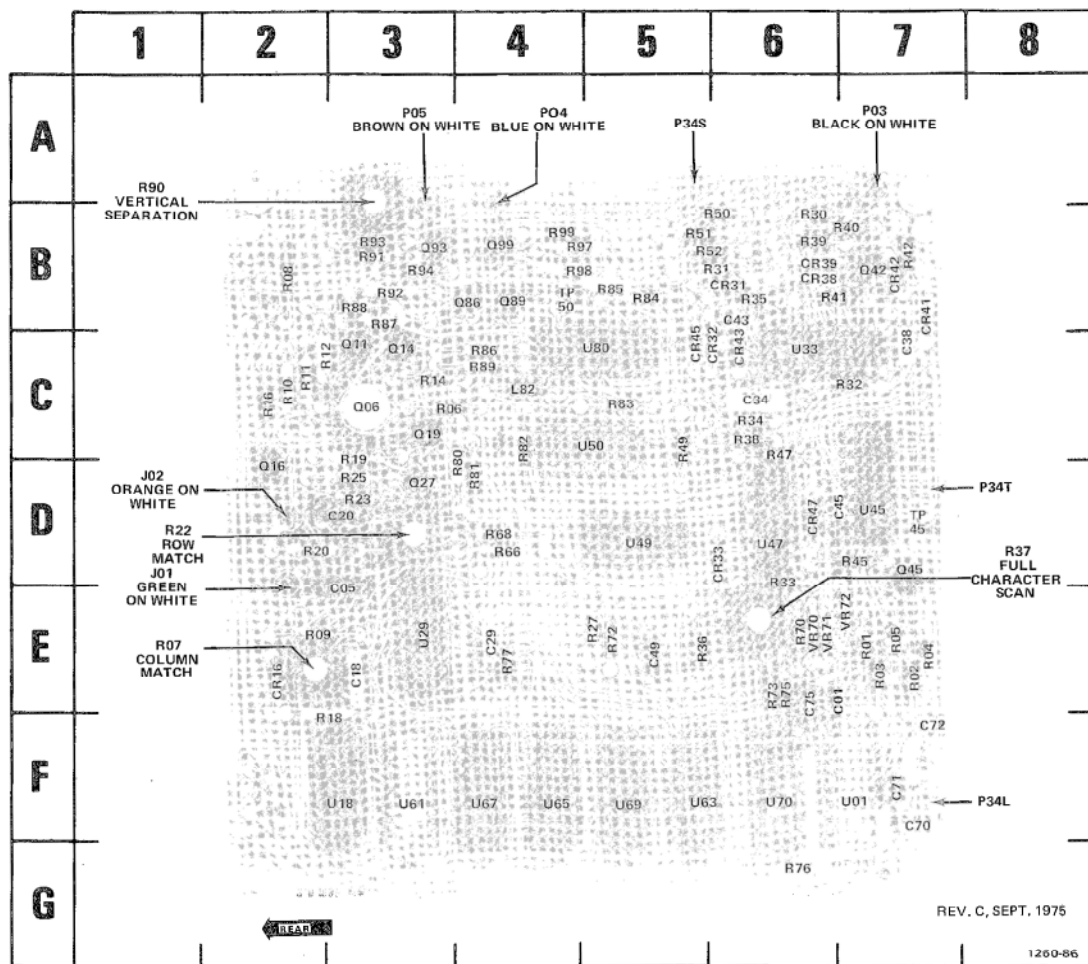 1 2 3 4 5 6 7 8
A
P05
BROWN ON WHITE
PO4
BLUE ON WHITE
P34S
P03
BLACK ON WHITE
R90
VERTICAL
SEPARATION
B
R50 R30
R99 R51 R40
R93 Q93 Q99 R97 R39 R42
R91 R52
R94 R98 R31 CR39 Q42 CR42
R08 CR31 CR38
R92 TP R85
50
Q86 Q89 R84 R35 R41
R88 CR41
R87 C43
C
Q11 Q14 R86 U80 CR45 CR32 CR43 U33 C38
R12 R89
R11 R14 R32
R16 R10 L82
Q06 R06 R83 C34
R34
Q19 R38
R82 U50 R49 R47
R19 R80
D
Q16 R81
R25 Q27
J02
ORANGE ON
WHITE
P34T
R23 C45
C20 CR47 U45 TP
45
R22
ROW
MATCH
R68 U49 U47
R20 R66
R37
FULL
CHARACTER
SCAN
CR33 R45
Q45
J01
GREEN
ON WHITE
C05 R33
E
VR72
R09 U29 C29 R27 R72 R70 VR70 VR71 R01 R05
R07
COLUMN
MATCH
R77 C49 R36 R04
CR16 C18 R03 R02
R73 R75 C75 C01
R18 C72
F
U18 U61 U67 U65 U69 U63 U70 U01 C71 P34L
C70
G
R76
REV. C, SEPT. 1975
REAR
1260-86